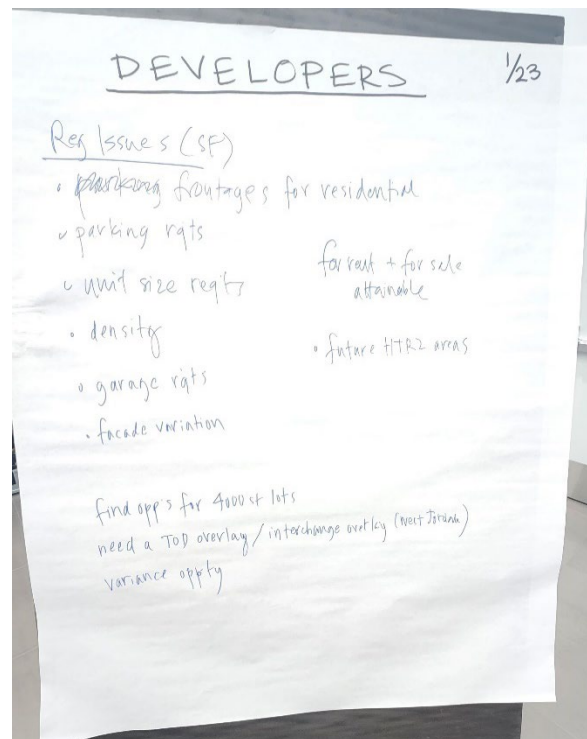 DEVELOPERS
1/23
Reg Issues (SF)
• frontages for residential
• parking rqts
• unit size reqts
• density
• garage rqts
• facade variation
for rent + for sale
attainable
• future HTRZ areas
find opp's for 4000 sf lots
need a TOD overlay / interchange overlay (West Jordan)
variance oppty